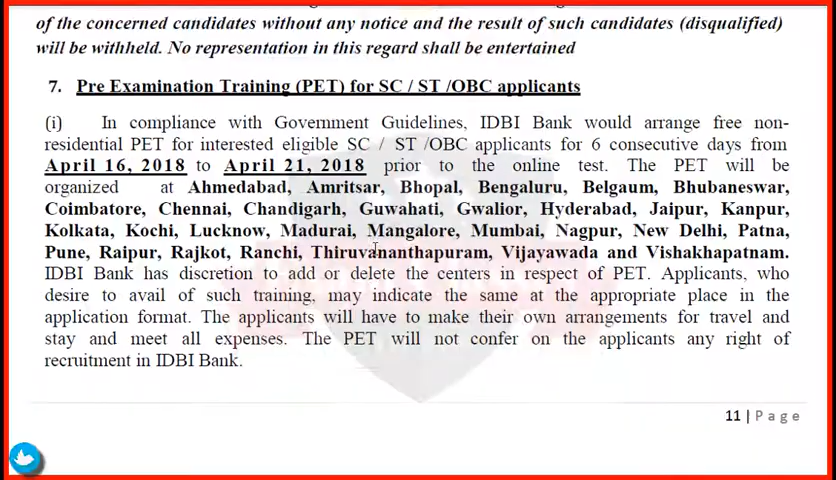 of the concerned candidates without any notice and the result of such candidates (disqualified)
will be withheld. No representation in this regard shall be entertained
7. Pre Examination Training (PET) for SC / ST /OBC applicants
(i) In compliance with Government Guidelines, IDBI Bank would arrange free non-
residential PET for interested eligible SC / ST /OBC applicants for 6 consecutive days from
April 16, 2018 to April 21, 2018 prior to the online test. The PET will be
organized at Ahmedabad, Amritsar, Bhopal, Bengaluru, Belgaum, Bhubaneswar,
Coimbatore, Chennai, Chandigarh, Guwahati, Gwalior, Hyderabad, Jaipur, Kanpur,
Kolkata, Kochi, Lucknow, Madurai, Mangalore, Mumbai, Nagpur, New Delhi, Patna,
Pune, Raipur, Rajkot, Ranchi, Thiruvananthapuram, Vijayawada and Vishakhapatnam.
IDBI Bank has discretion to add or delete the centers in respect of PET. Applicants, who
desire to avail of such training, may indicate the same at the appropriate place in the
application format. The applicants will have to make their own arrangements for travel and
stay and meet all expenses. The PET will not confer on the applicants any right of
recruitment in IDBI Bank.
11 | P a g e